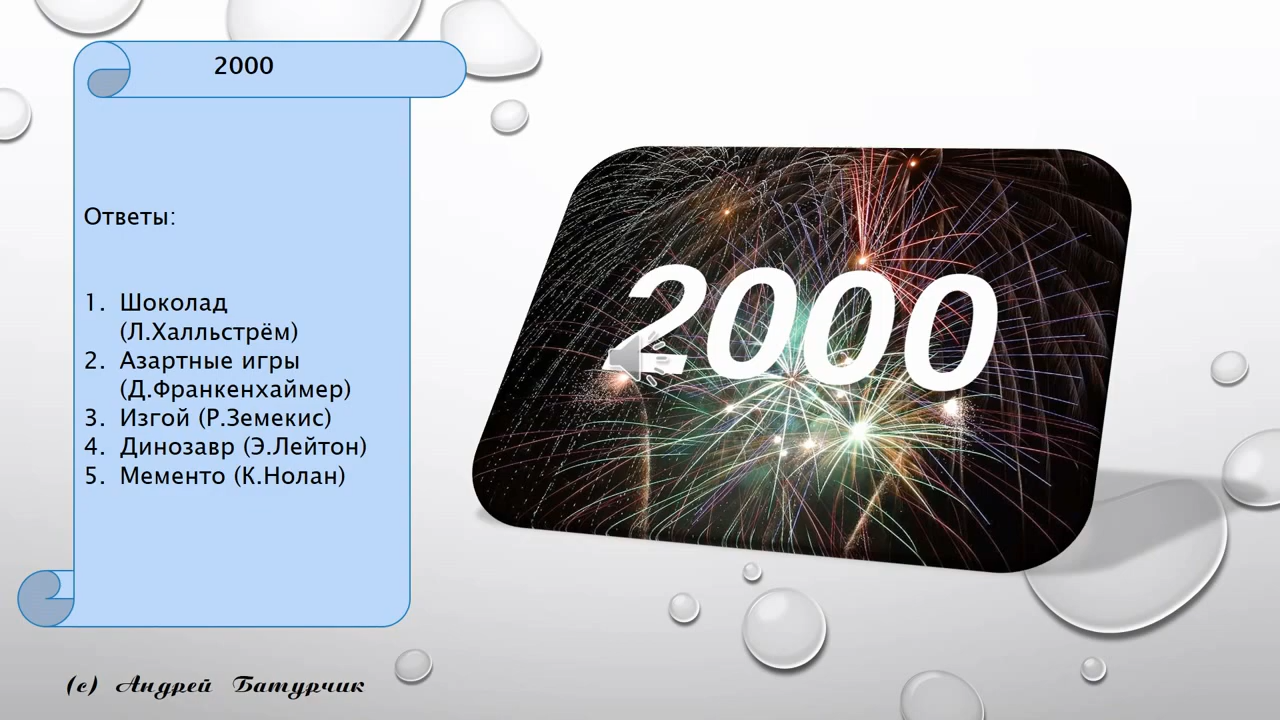 2000
Ответы:
1. Шоколад
(Л.Халльстрём)
2. Азартные игры
(Д.Франкенхаймер)
3. Изгой (Р.Земекис)
4. Динозавр (Э.Лейтон)
5. Мементо (К.Нолан)
2000
(с) Андрей Батурчик